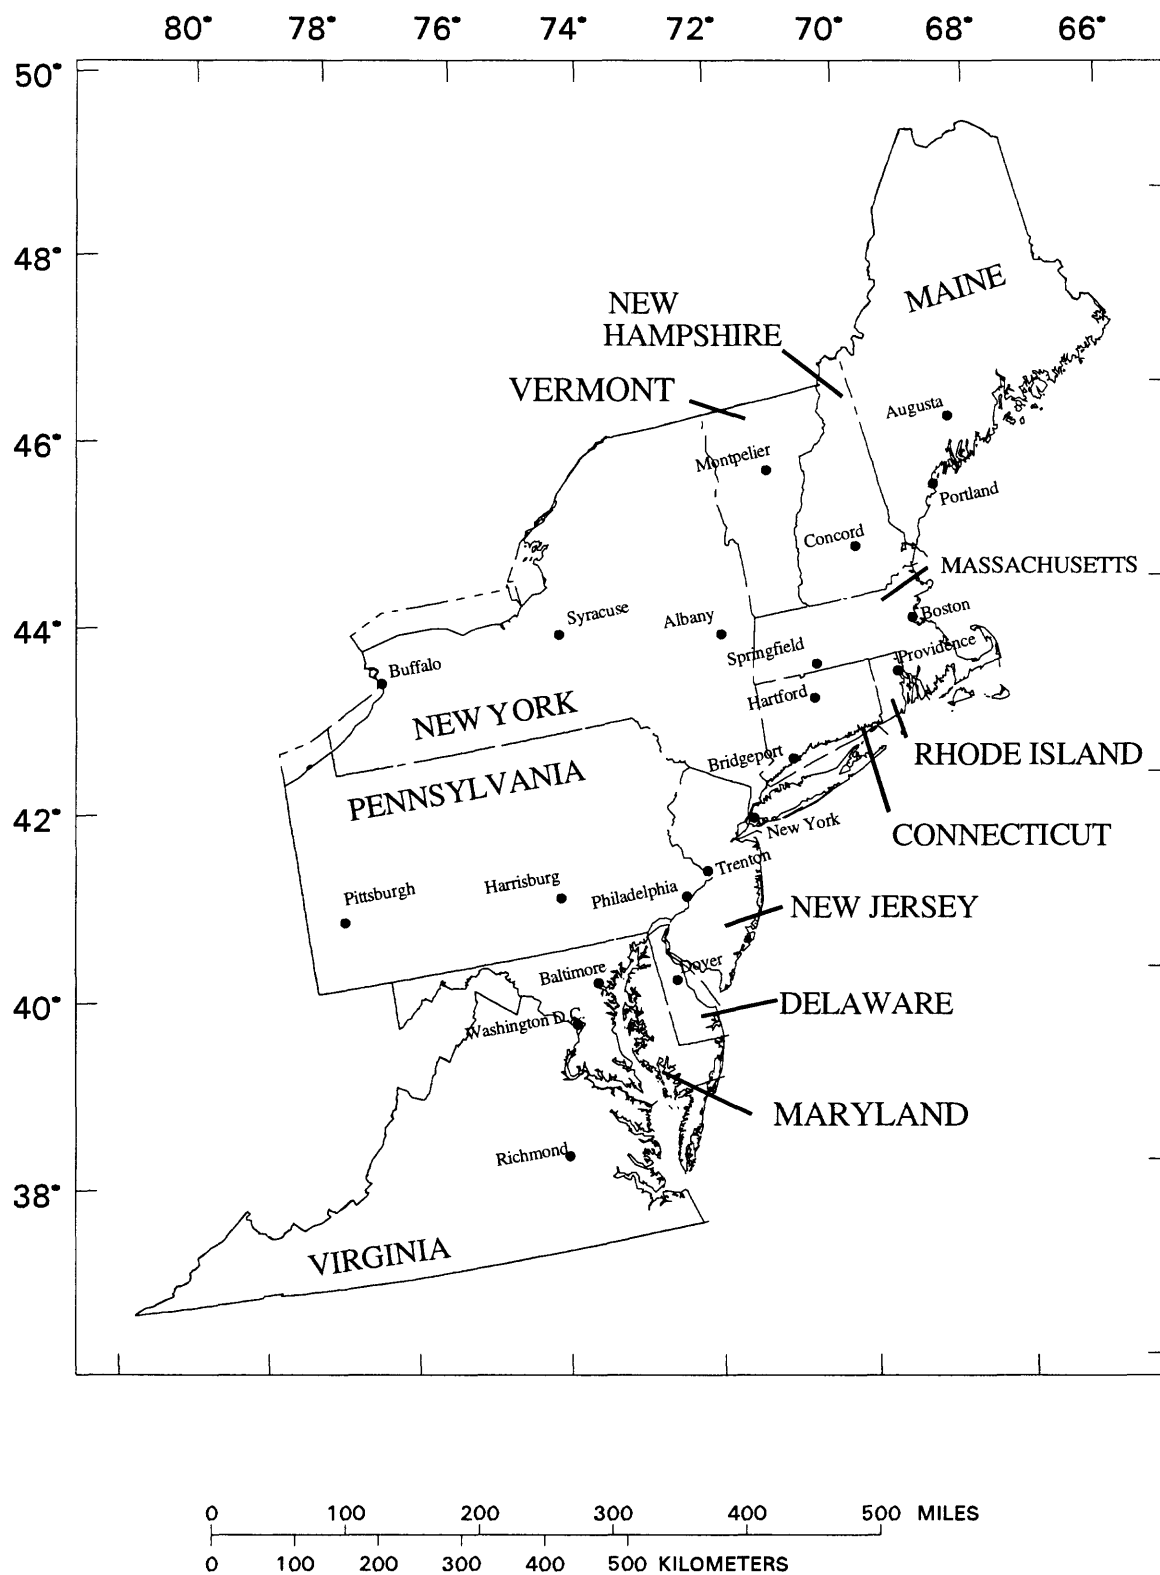 80° 78° 76° 74° 72° 70° 68° 66°
50°
48°
MAINE
NEW
HAMPSHIRE
VERMONT
Augusta
46°
Montpelier
Portland
Concord
MASSACHUSETTS
Boston
Syracuse
Albany
44°
Springfield
Providence
Buffalo
Hartford
NEW YORK
Bridgeport
RHODE ISLAND
PENNSYLVANIA
42°
New York
CONNECTICUT
Trenton
Pittsburgh
Harrisburg
Philadelphia
NEW JERSEY
Baltimore
Dover
40°
DELAWARE
Washington D.C.
MARYLAND
Richmond
38°
VIRGINIA
0 100 200 300 400 500 MILES
0 100 200 300 400 500 KILOMETERS